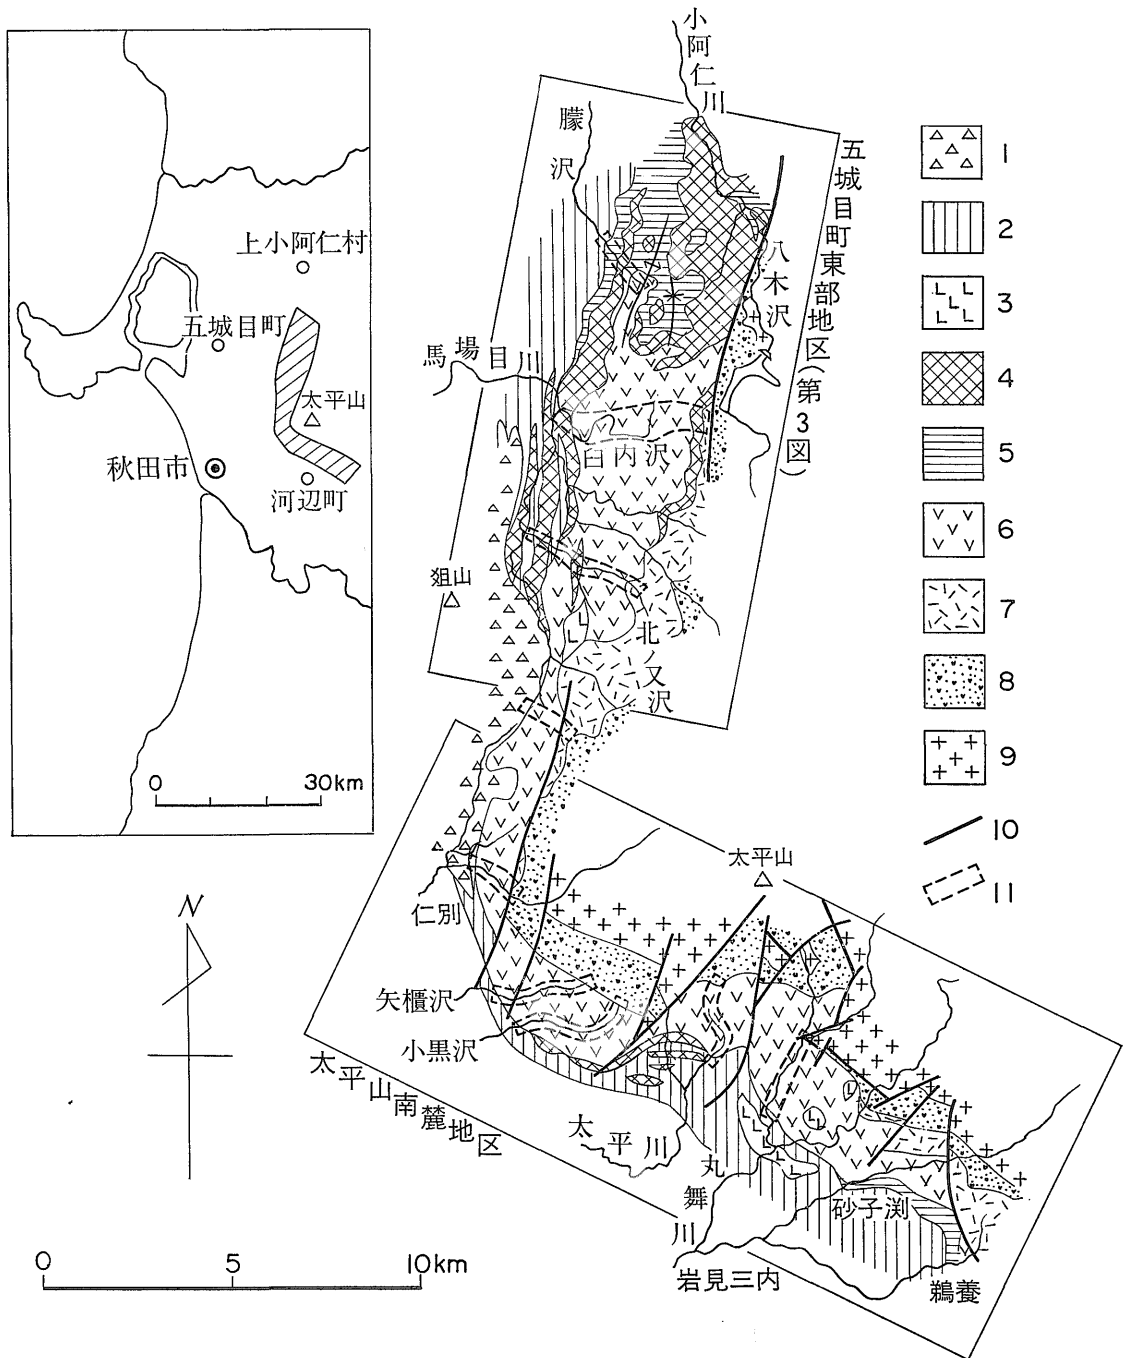 上小阿仁村
五城目町
太平山
秋田市
河辺町
0 30km
小阿仁川
朦沢
五城目町東部地区(第3図)
八木沢
馬場目川
臼内沢
狙山
北ノ又沢
太平山
仁別
矢櫃沢
小黒沢
太平山南麓地区
太平川
丸舞川
砂子渕
岩見三内
鵜養
N
0 5 10km
1
2
3
4
5
6
7
8
9
10
11